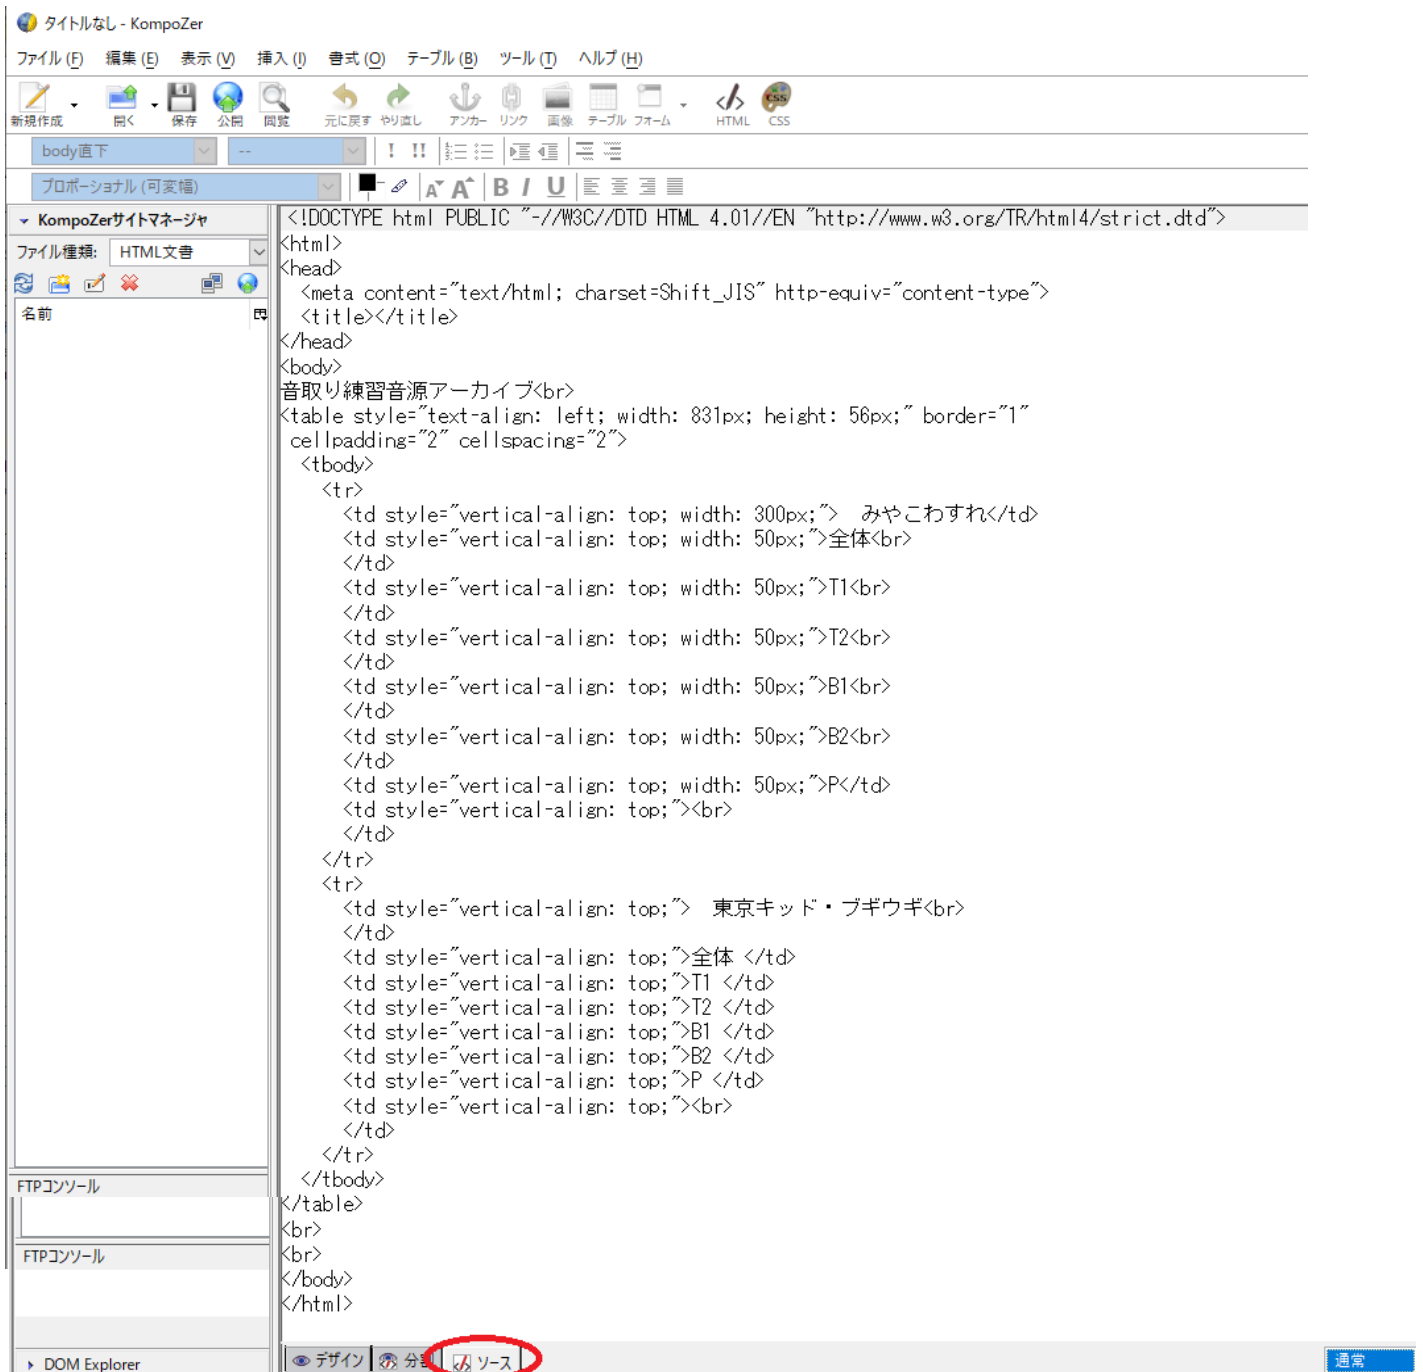 タイトルなし - KompoZer
ファイル (F) 編集 (E) 表示 (V) 挿入 (I) 書式 (O) テーブル (B) ツール (T) ヘルプ (H)
新規作成 開く 保存 公開 閲覧 元に戻す やり直し アンカー リンク 画像 テーブル フォーム HTML CSS
body直下 --
プロポーショナル (可変幅)
KompoZerサイトマネージャ
ファイル種類: HTML文書
名前
<!DOCTYPE html PUBLIC "-//W3C//DTD HTML 4.01//EN "http://www.w3.org/TR/html4/strict.dtd">
<html>
<head>
  <meta content="text/html; charset=Shift_JIS" http-equiv="content-type">
  <title></title>
</head>
<body>
音取り練習音源アーカイブ<br>
<table style="text-align: left; width: 831px; height: 56px;" border="1"
 cellpadding="2" cellspacing="2">
  <tbody>
    <tr>
      <td style="vertical-align: top; width: 300px;">　みやこわすれ</td>
      <td style="vertical-align: top; width: 50px;">全体<br>
      </td>
      <td style="vertical-align: top; width: 50px;">T1<br>
      </td>
      <td style="vertical-align: top; width: 50px;">T2<br>
      </td>
      <td style="vertical-align: top; width: 50px;">B1<br>
      </td>
      <td style="vertical-align: top; width: 50px;">B2<br>
      </td>
      <td style="vertical-align: top; width: 50px;">P</td>
      <td style="vertical-align: top;"><br>
      </td>
    </tr>
    <tr>
      <td style="vertical-align: top;">　東京キッド・ブギウギ<br>
      </td>
      <td style="vertical-align: top;">全体 </td>
      <td style="vertical-align: top;">T1 </td>
      <td style="vertical-align: top;">T2 </td>
      <td style="vertical-align: top;">B1 </td>
      <td style="vertical-align: top;">B2 </td>
      <td style="vertical-align: top;">P </td>
      <td style="vertical-align: top;"><br>
      </td>
    </tr>
  </tbody>
</table>
<br>
<br>
</body>
</html>
FTPコンソール
FTPコンソール
DOM Explorer
デザイン 分割 ソース
通常